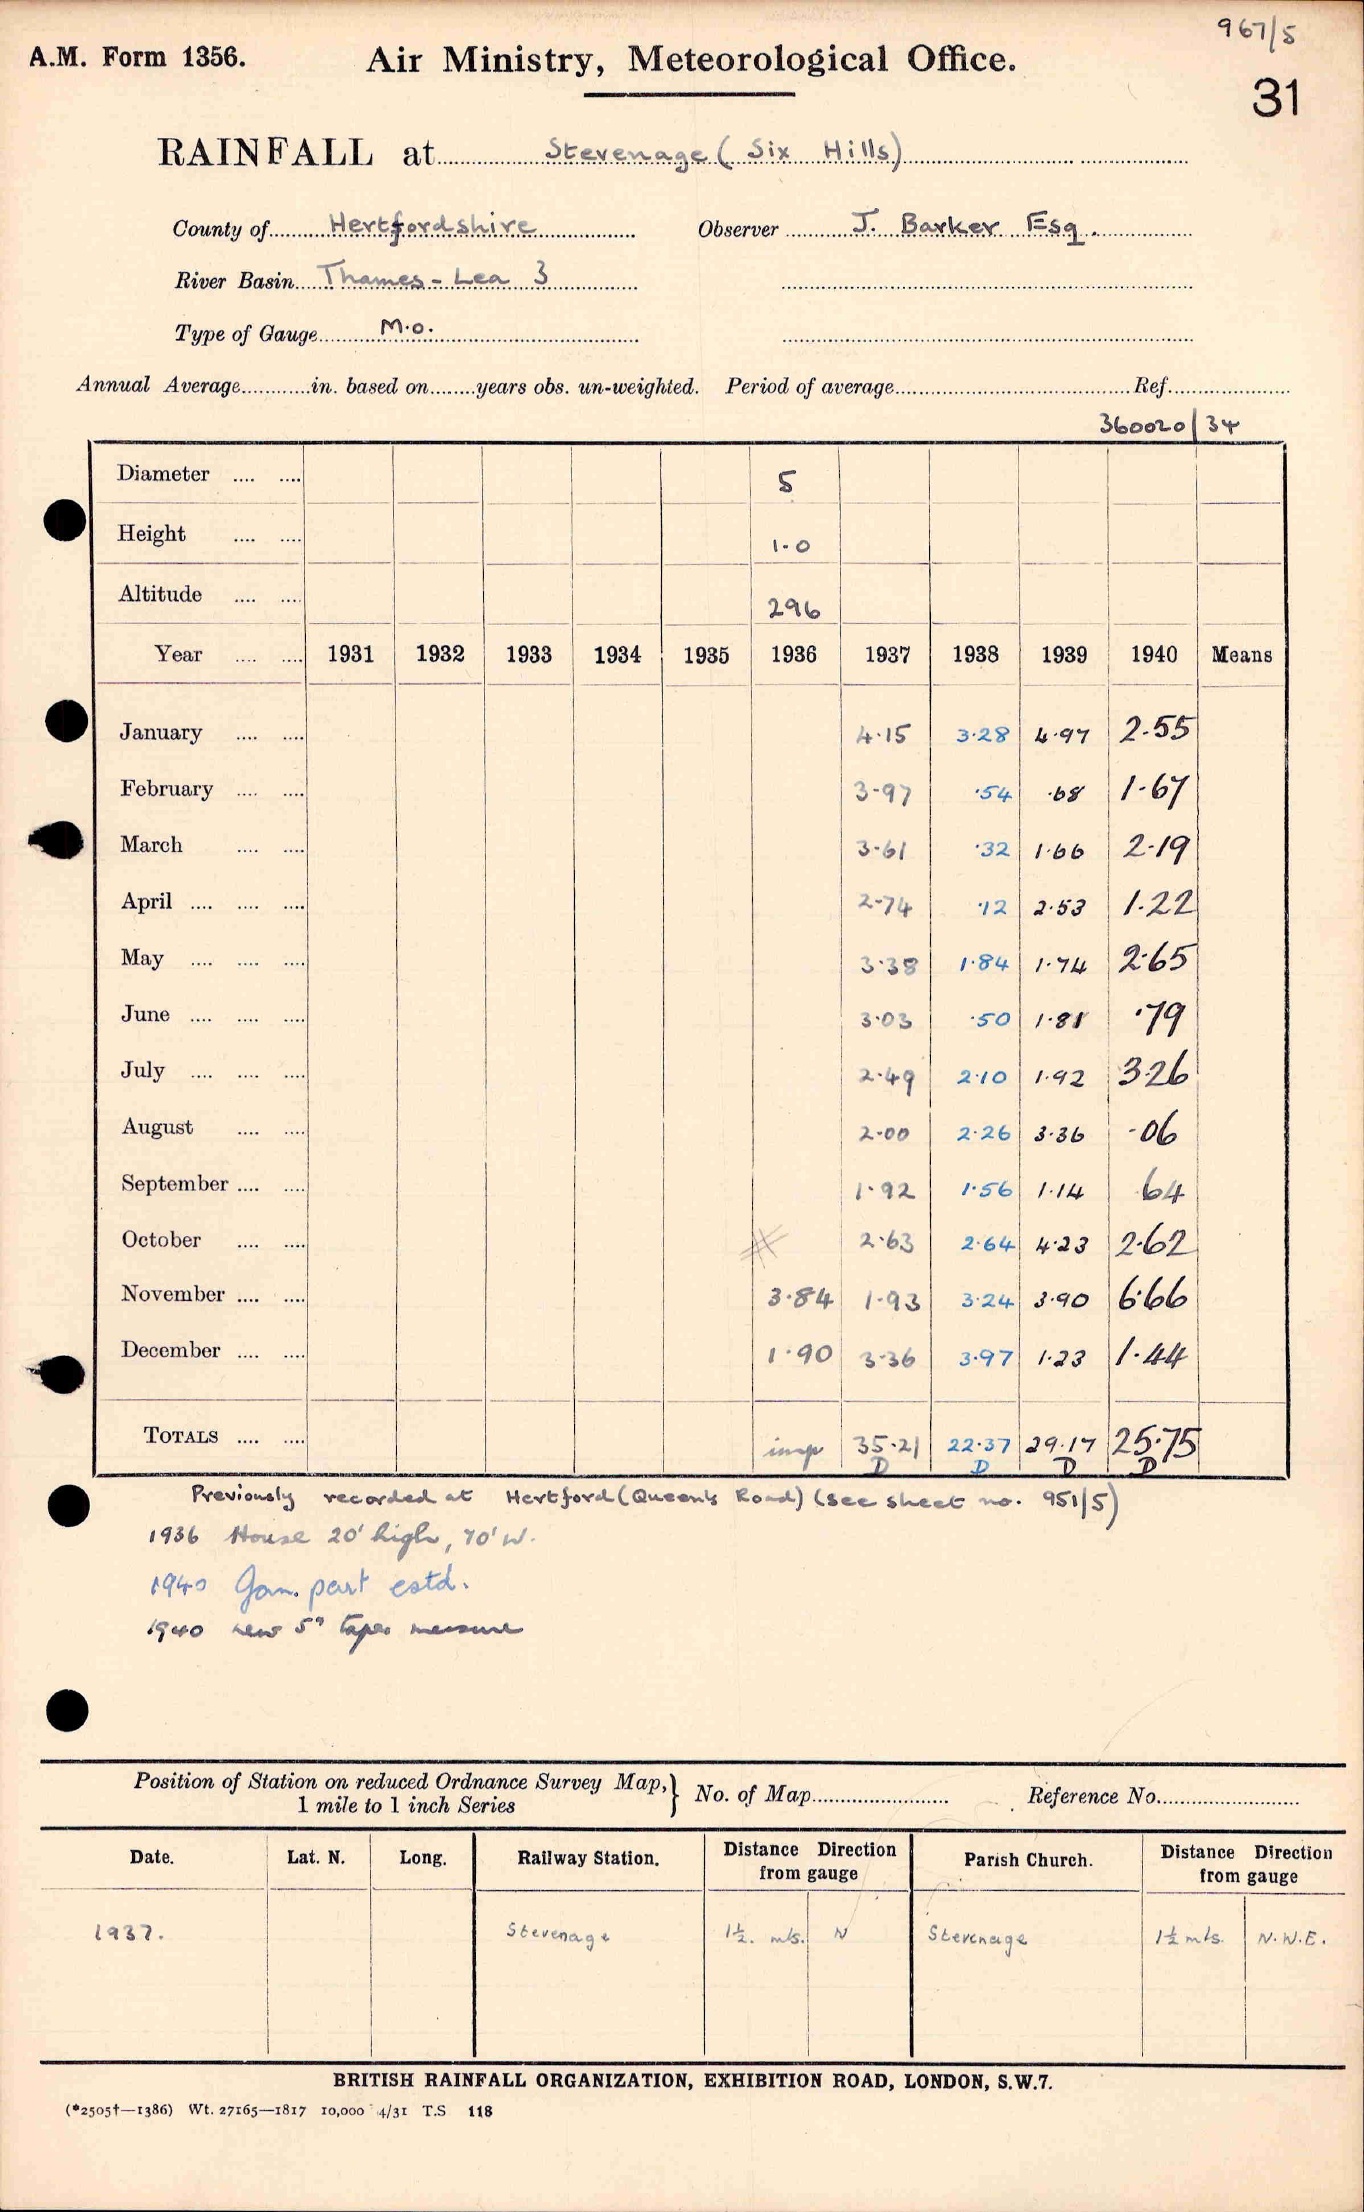 967/5
A.M. Form 1356. Air Ministry, Meteorological Office.
31
RAINFALL at Stevenage (Six Hills)
County of Hertfordshire Observer J. Barker Esq.
River Basin Thames - Lea 3
Type of Gauge M.O.
Annual Average in. based on years obs. un-weighted. Period of average Ref.
360020/34
Diameter 5
Height 1.0
Altitude 296
Year 1931 1932 1933 1934 1935 1936 1937 1938 1939 1940 Means
January 4.15 3.28 4.97 2.55
February 3.97 .54 .68 1.67
March 3.61 .32 1.66 2.19
April 2.74 .12 2.53 1.22
May 3.38 1.84 1.74 2.65
June 3.03 .50 1.81 .79
July 2.49 2.10 1.92 3.26
August 2.00 2.26 3.36 .06
September 1.92 1.56 1.14 64
October 2.63 2.64 4.23 2.62
November 3.84 1.93 3.24 3.90 6.66
December 1.90 3.36 3.97 1.23 1.44
TOTALS imp 35.21 22.37 29.17 25.75
D D D D
Previously recorded at Hertford (Queen's Road) (see sheet no. 951/5)
1936 House 20' high, 70' W.
1940 Jan. part estd.
1940 new 5" taper measure
Position of Station on reduced Ordnance Survey Map, } No. of Map Reference No.
1 mile to 1 inch Series
Date. Lat. N. Long. Railway Station. Distance Direction from gauge Parish Church. Distance Direction from gauge
1937. Stevenage 1½. mls. N Stevenage 1½ mls. N.W.E.
BRITISH RAINFALL ORGANIZATION, EXHIBITION ROAD, LONDON, S.W.7.
(*2505†—1386) Wt. 27165—1817 10,000 4/31 T.S 118